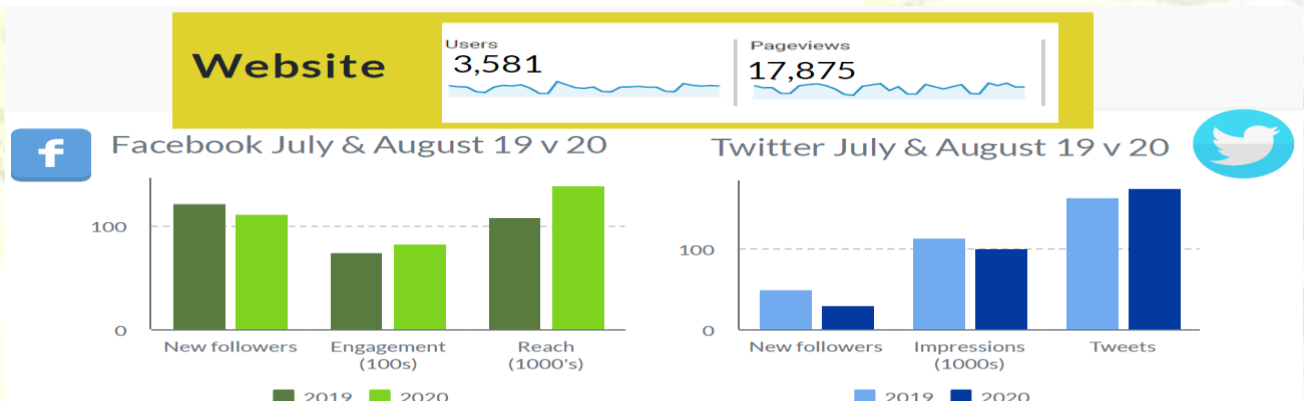 Website
Users
3,581
Pageviews
17,875
f
Facebook July & August 19 v 20
100
0
New followers
Engagement
(100s)
Reach
(1000's)
2019
2020
Twitter July & August 19 v 20
100
0
New followers
Impressions
(1000s)
Tweets
2019
2020